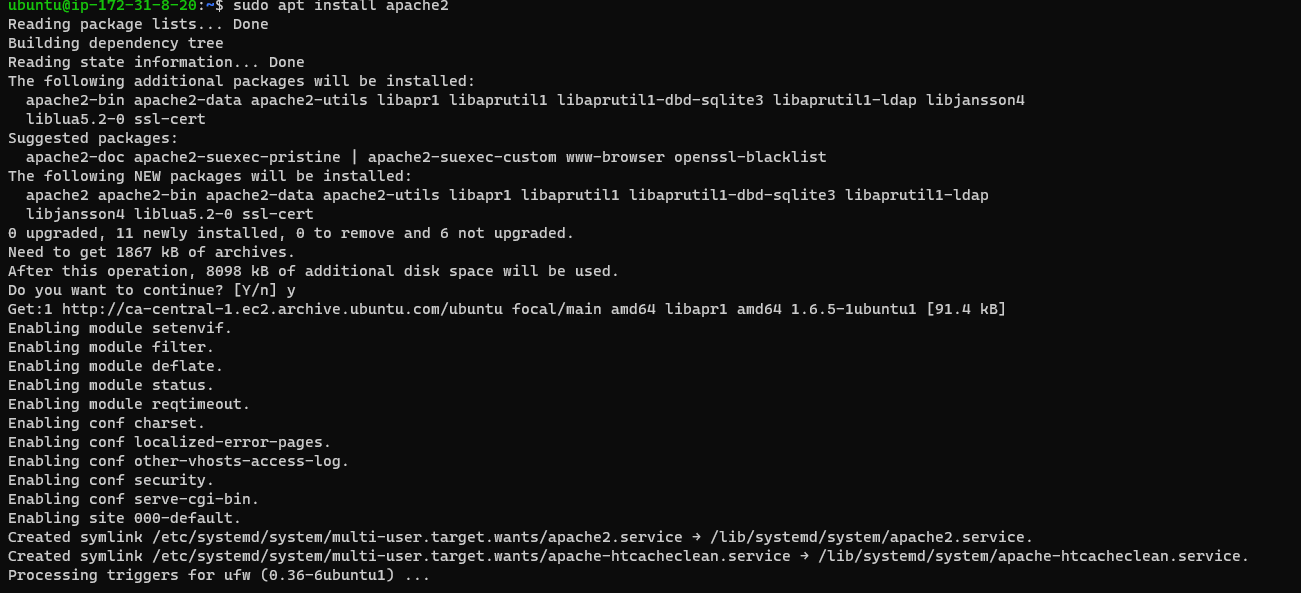 ubuntu@ip-172-31-8-20:~$ sudo apt install apache2
Reading package lists... Done
Building dependency tree
Reading state information... Done
The following additional packages will be installed:
  apache2-bin apache2-data apache2-utils libapr1 libaprutil1 libaprutil1-dbd-sqlite3 libaprutil1-ldap libjansson4
  liblua5.2-0 ssl-cert
Suggested packages:
  apache2-doc apache2-suexec-pristine | apache2-suexec-custom www-browser openssl-blacklist
The following NEW packages will be installed:
  apache2 apache2-bin apache2-data apache2-utils libapr1 libaprutil1 libaprutil1-dbd-sqlite3 libaprutil1-ldap
  libjansson4 liblua5.2-0 ssl-cert
0 upgraded, 11 newly installed, 0 to remove and 6 not upgraded.
Need to get 1867 kB of archives.
After this operation, 8098 kB of additional disk space will be used.
Do you want to continue? [Y/n] y
Get:1 http://ca-central-1.ec2.archive.ubuntu.com/ubuntu focal/main amd64 libapr1 amd64 1.6.5-1ubuntu1 [91.4 kB]
Enabling module setenvif.
Enabling module filter.
Enabling module deflate.
Enabling module status.
Enabling module reqtimeout.
Enabling conf charset.
Enabling conf localized-error-pages.
Enabling conf other-vhosts-access-log.
Enabling conf security.
Enabling conf serve-cgi-bin.
Enabling site 000-default.
Created symlink /etc/systemd/system/multi-user.target.wants/apache2.service → /lib/systemd/system/apache2.service.
Created symlink /etc/systemd/system/multi-user.target.wants/apache-htcacheclean.service → /lib/systemd/system/apache-htcacheclean.service.
Processing triggers for ufw (0.36-6ubuntu1) ...